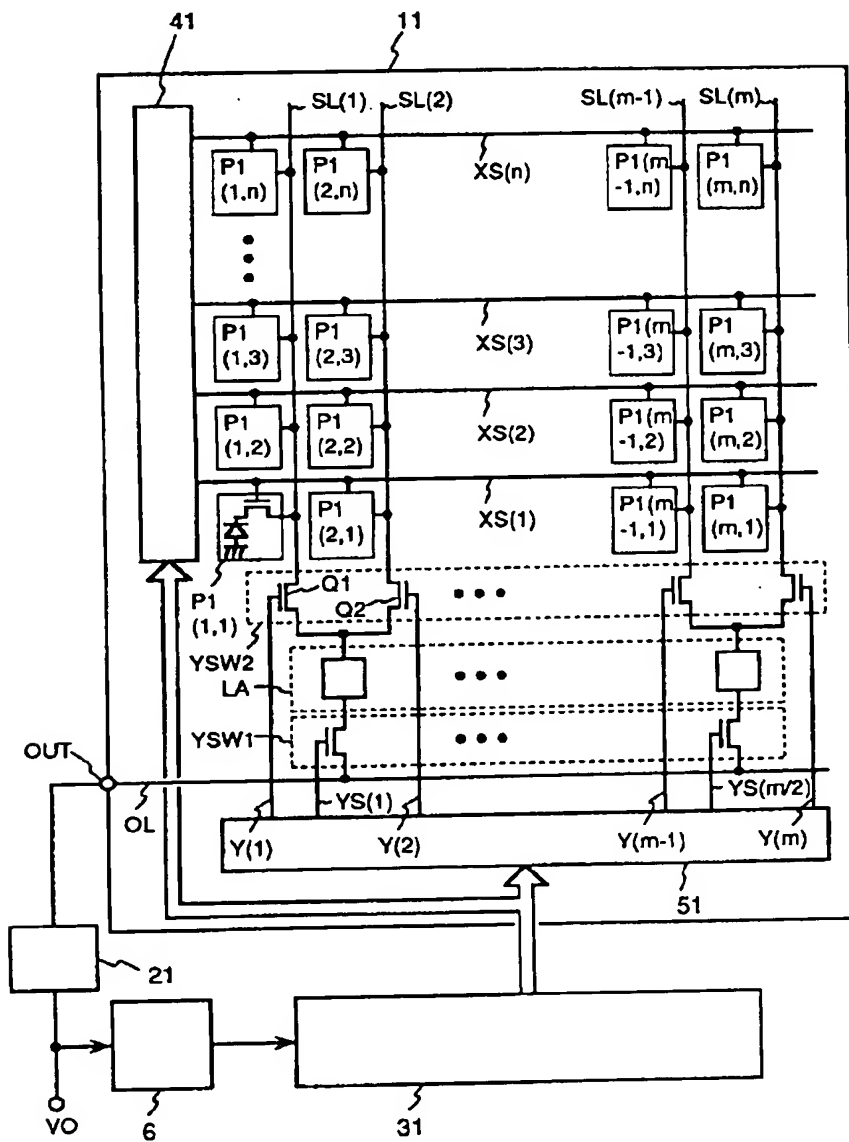 41
11
SL(1)
SL(2)
SL(m-1)
SL(m)
P1
(1,n)
P1
(2,n)
XS(n)
P1(m
-1,n)
P1
(m,n)
P1
(1,3)
P1
(2,3)
XS(3)
P1(m
-1,3)
P1
(m,3)
P1
(1,2)
P1
(2,2)
XS(2)
P1(m
-1,2)
P1
(m,2)
P1
(2,1)
XS(1)
P1(m
-1,1)
P1
(m,1)
P1
(1,1)
Q1
Q2
YSW2
LA
YSW1
OUT
OL
YS(1)
YS(m/2)
Y(1)
Y(2)
Y(m-1)
Y(m)
51
21
6
31
VO